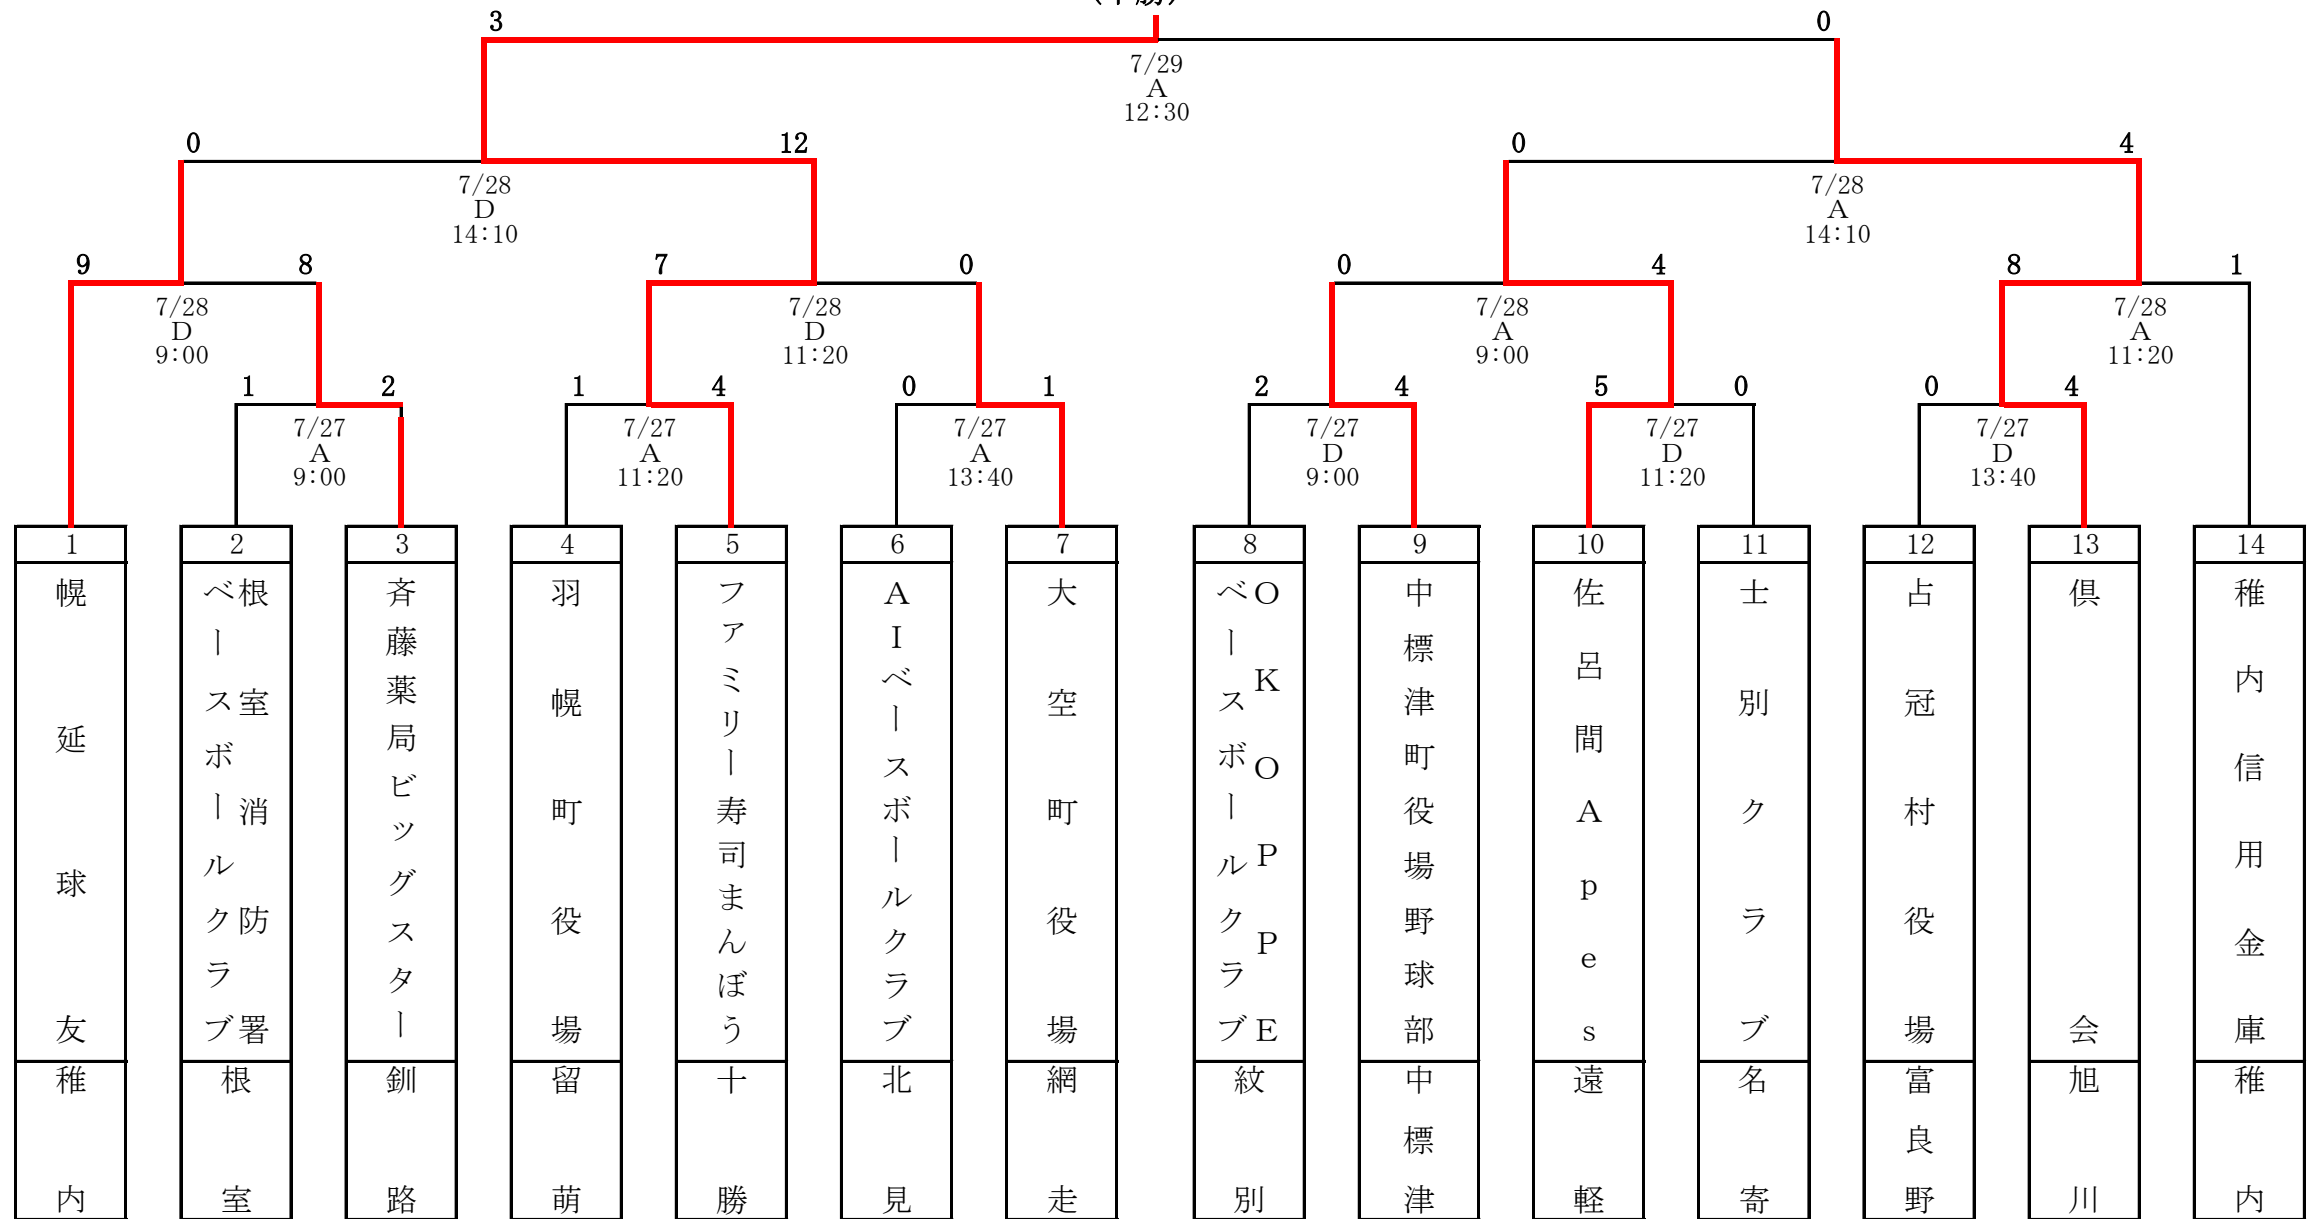 3 0
7/29
A
12:30
0 12 0 4
7/28 7/28
D A
14:10 14:10
9 8 7 0 0 4 8 1
7/28 7/28 7/28 7/28
D D A A
9:00 11:20 9:00 11:20
1 2 1 4 0 1 2 4 5 0 0 4
7/27 7/27 7/27 7/27 7/27 7/27
A A A D D D
9:00 11:20 13:40 9:00 11:20 13:40
1 2 3 4 5 6 7 8 9 10 11 12 13 14
幌延球友
根室消防署
ベースボールクラブ
斉藤薬局ビッグスター
羽幌町役場
ファミリー寿司まんぼう
AIベースボールクラブ
大空町役場
OKOPPE
ベースボールクラブ
中標津町役場野球部
佐呂間Apes
士別クラブ
占冠村役場
倶会
稚内信用金庫
稚内
根室
釧路
留萌
十勝
北見
網走
紋別
中標津
遠軽
名寄
富良野
旭川
稚内